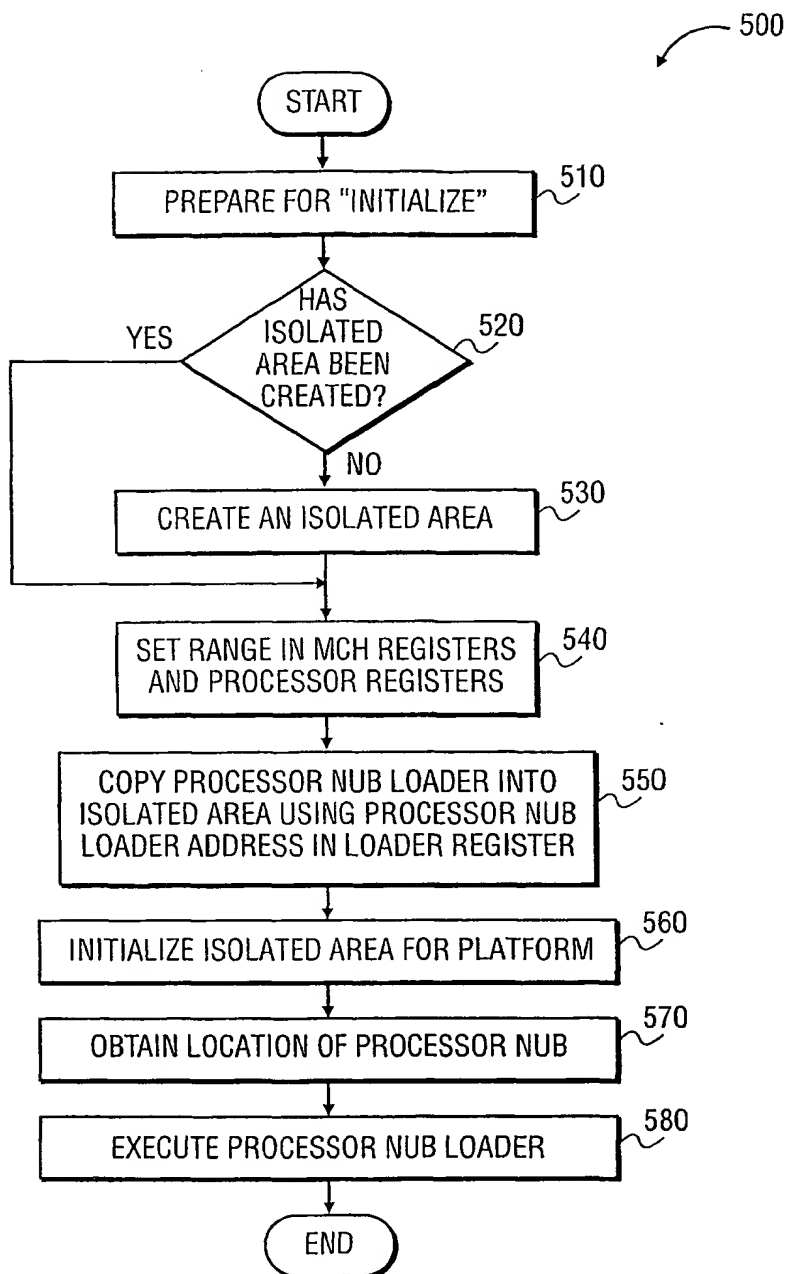 500
START
PREPARE FOR “INITIALIZE”
510
HAS
ISOLATED
AREA BEEN
CREATED?
520
YES
NO
CREATE AN ISOLATED AREA
530
SET RANGE IN MCH REGISTERS
AND PROCESSOR REGISTERS
540
COPY PROCESSOR NUB LOADER INTO
ISOLATED AREA USING PROCESSOR NUB
LOADER ADDRESS IN LOADER REGISTER
550
INITIALIZE ISOLATED AREA FOR PLATFORM
560
OBTAIN LOCATION OF PROCESSOR NUB
570
EXECUTE PROCESSOR NUB LOADER
580
END